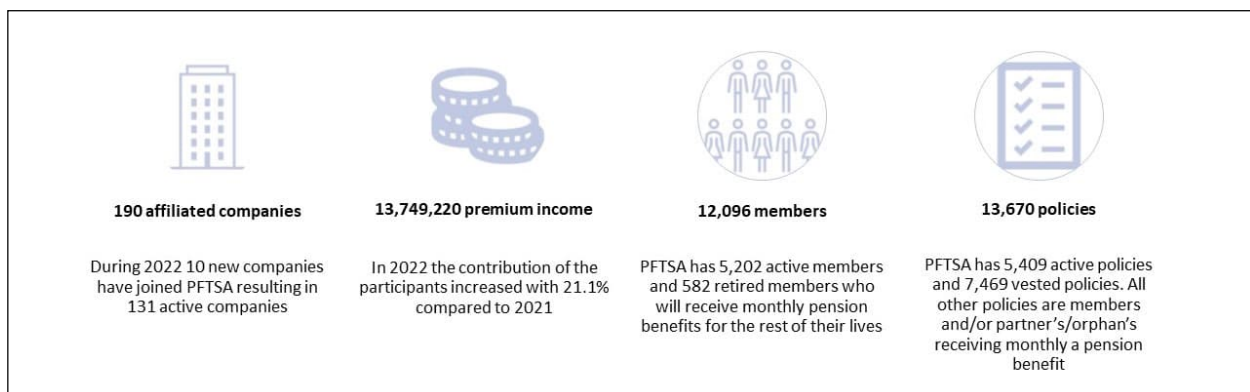 190 affiliated companies
During 2022 10 new companies
have joined PFTSA resulting in
131 active companies
13,749,220 premium income
In 2022 the contribution of the
participants increased with 21.1%
compared to 2021
12,096 members
PFTSA has 5,202 active members
and 582 retired members who
will receive monthly pension
benefits for the rest of their lives
13,670 policies
PFTSA has 5,409 active policies
and 7,469 vested policies. All
other policies are members
and/or partner's/orphan's
receiving monthly a pension
benefit